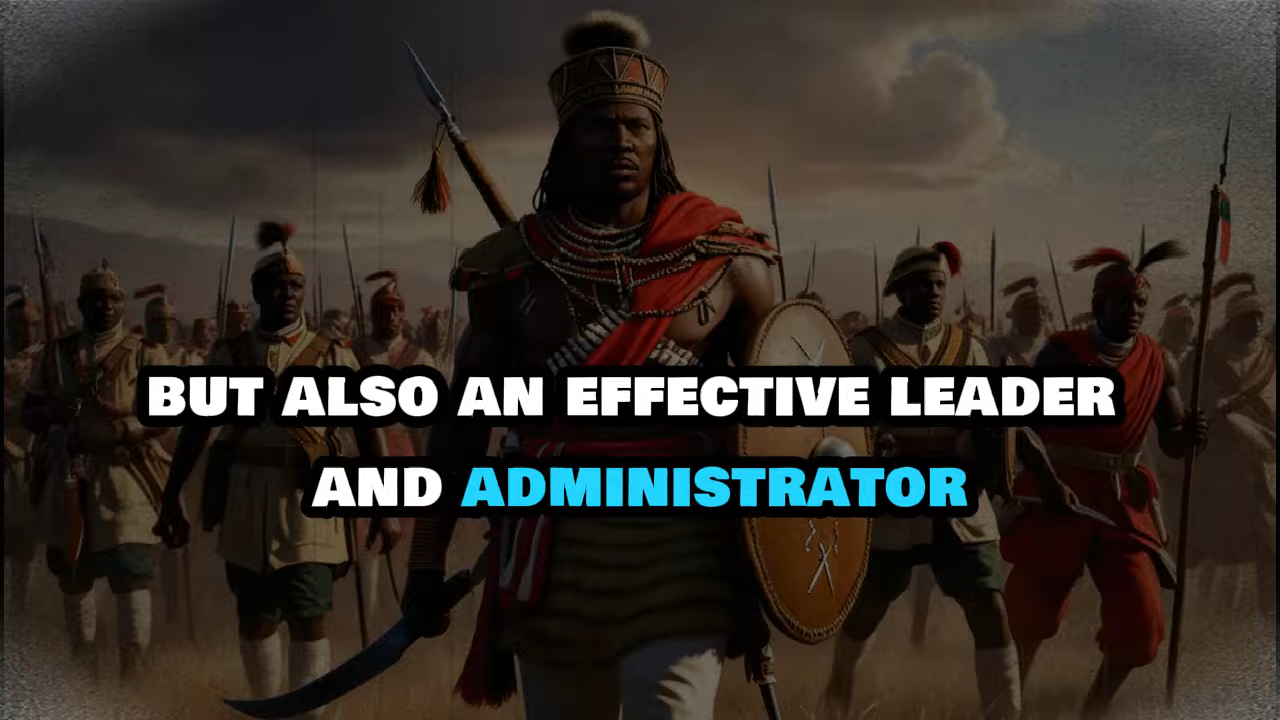 BUT ALSO AN EFFECTIVE LEADER
AND ADMINISTRATOR